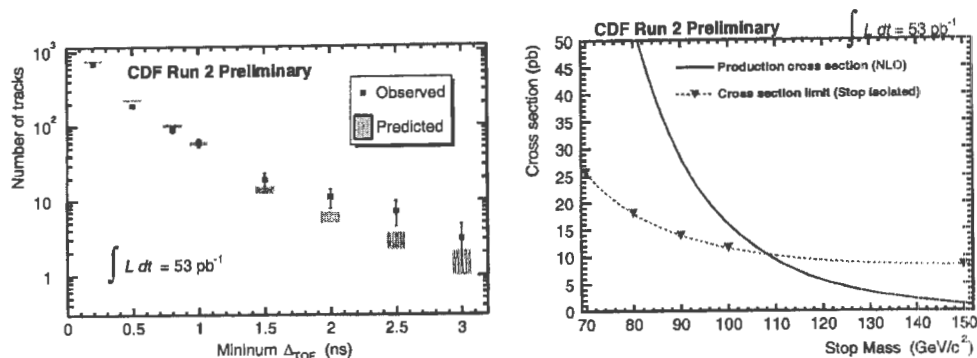 CDF Run 2 Preliminary
Observed
Predicted
Number of tracks
10³
10²
10
1
∫ L dt = 53 pb⁻¹
0 0.5 1 1.5 2 2.5 3
Mininum Δ_TOF (ns)
CDF Run 2 Preliminary
∫ L dt = 53 pb⁻¹
Production cross section (NLO)
Cross section limit (Stop isolated)
Cross section (pb)
50
45
40
35
30
25
20
15
10
5
0
70 80 90 100 110 120 130 140 150
Stop Mass (GeV/c²)